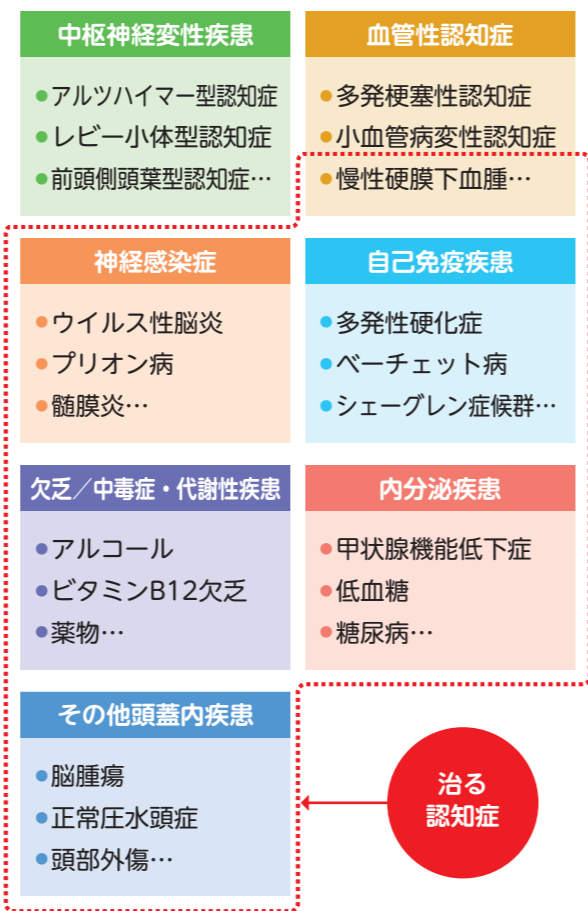 中枢神経変性疾患
●アルツハイマー型認知症
●レビー小体型認知症
●前頭側頭葉型認知症…
血管性認知症
●多発梗塞性認知症
●小血管病変性認知症
●慢性硬膜下血腫…
神経感染症
●ウイルス性脳炎
●プリオン病
●髄膜炎…
自己免疫疾患
●多発性硬化症
●ベーチェット病
●シェーグレン症候群…
欠乏／中毒症・代謝性疾患
●アルコール
●ビタミンB12欠乏
●薬物…
内分泌疾患
●甲状腺機能低下症
●低血糖
●糖尿病…
その他頭蓋内疾患
●脳腫瘍
●正常圧水頭症
●頭部外傷…
治る
認知症